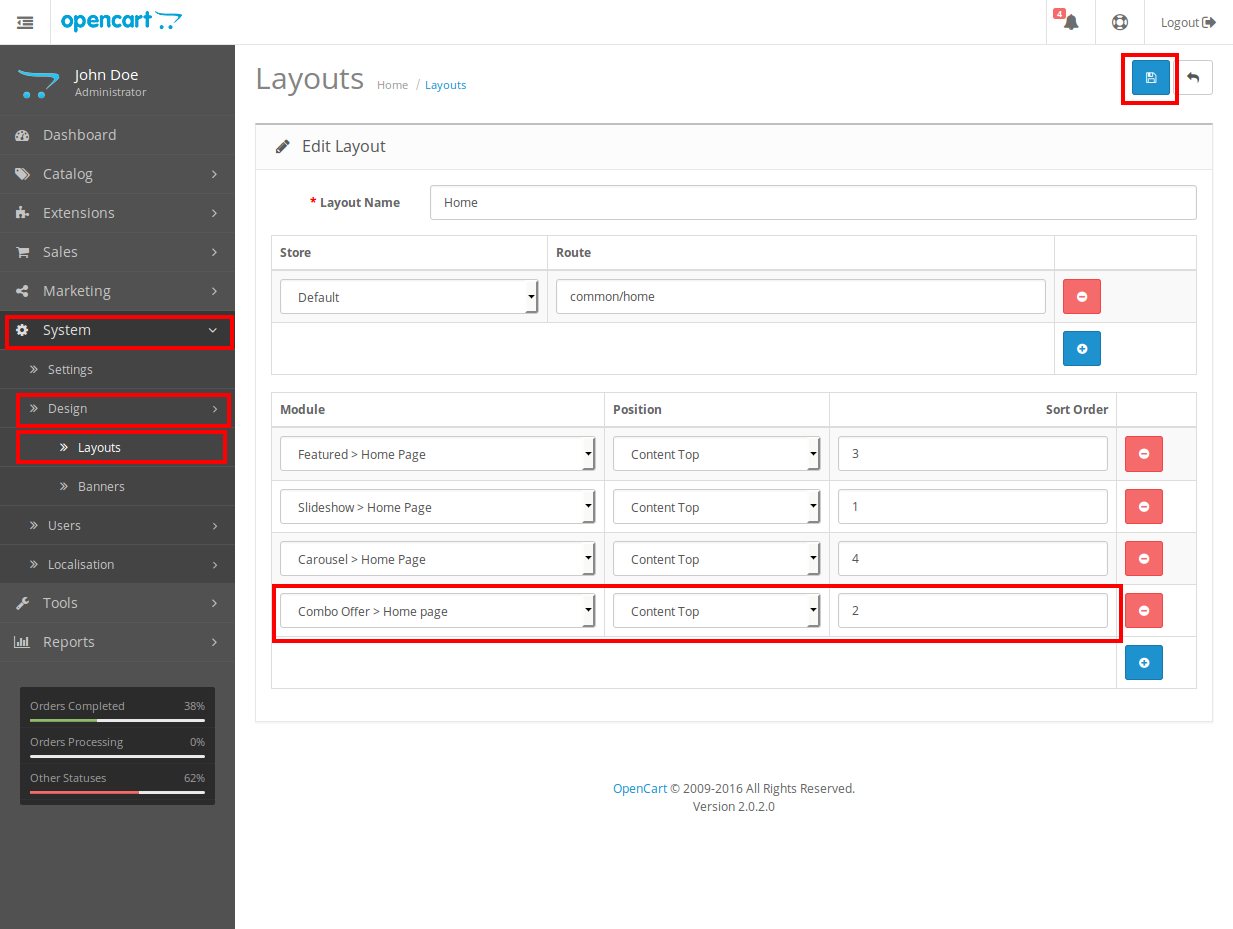 opencart
4
Logout
John Doe
Administrator
Dashboard
Catalog
Extensions
Sales
Marketing
System
Settings
Design
Layouts
Banners
Users
Localisation
Tools
Reports
Orders Completed 38%
Orders Processing 0%
Other Statuses 62%
Layouts Home / Layouts
Edit Layout
* Layout Name Home
Store Route
Default common/home
Module Position Sort Order
Featured > Home Page Content Top 3
Slideshow > Home Page Content Top 1
Carousel > Home Page Content Top 4
Combo Offer > Home page Content Top 2
OpenCart © 2009-2016 All Rights Reserved.
Version 2.0.2.0